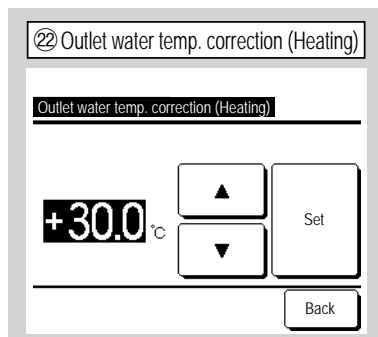 ㉒ Outlet water temp. correction (Heating)
Outlet water temp. correction (Heating)
▲
+30.0 °C
Set
▼
Back